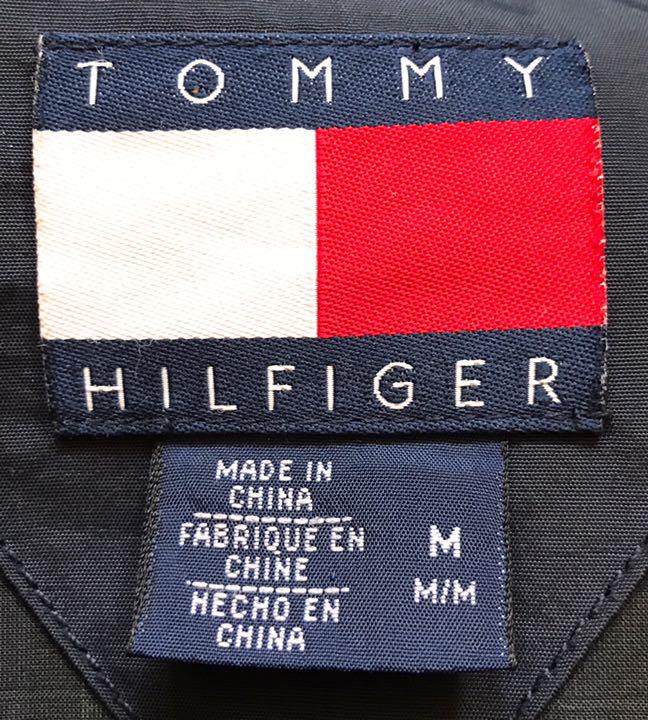 TOMMY
HILFIGER
MADE IN
CHINA
FABRIQUE EN
CHINE
HECHO EN
CHINA
M
M/M